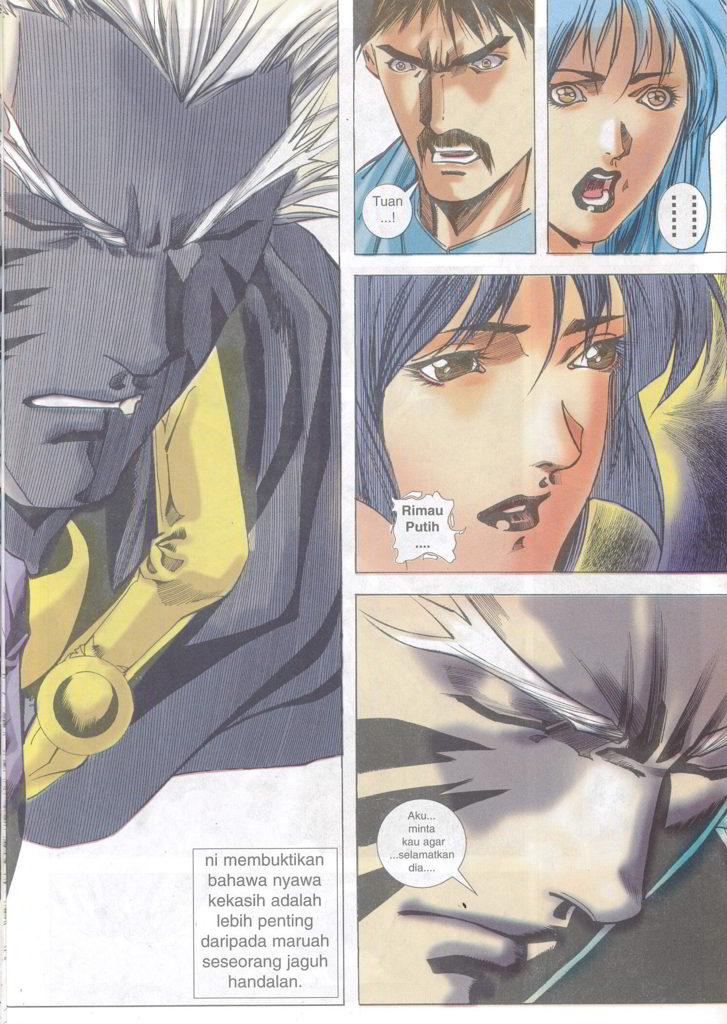 ni membuktikan
bahawa nyawa
kekasih adalah
lebih penting
daripada maruah
seseorang jaguh
handalan.
Tuan
...!
Rimau
Putih
....
Aku...
minta
kau agar
...selamatkan
dia....